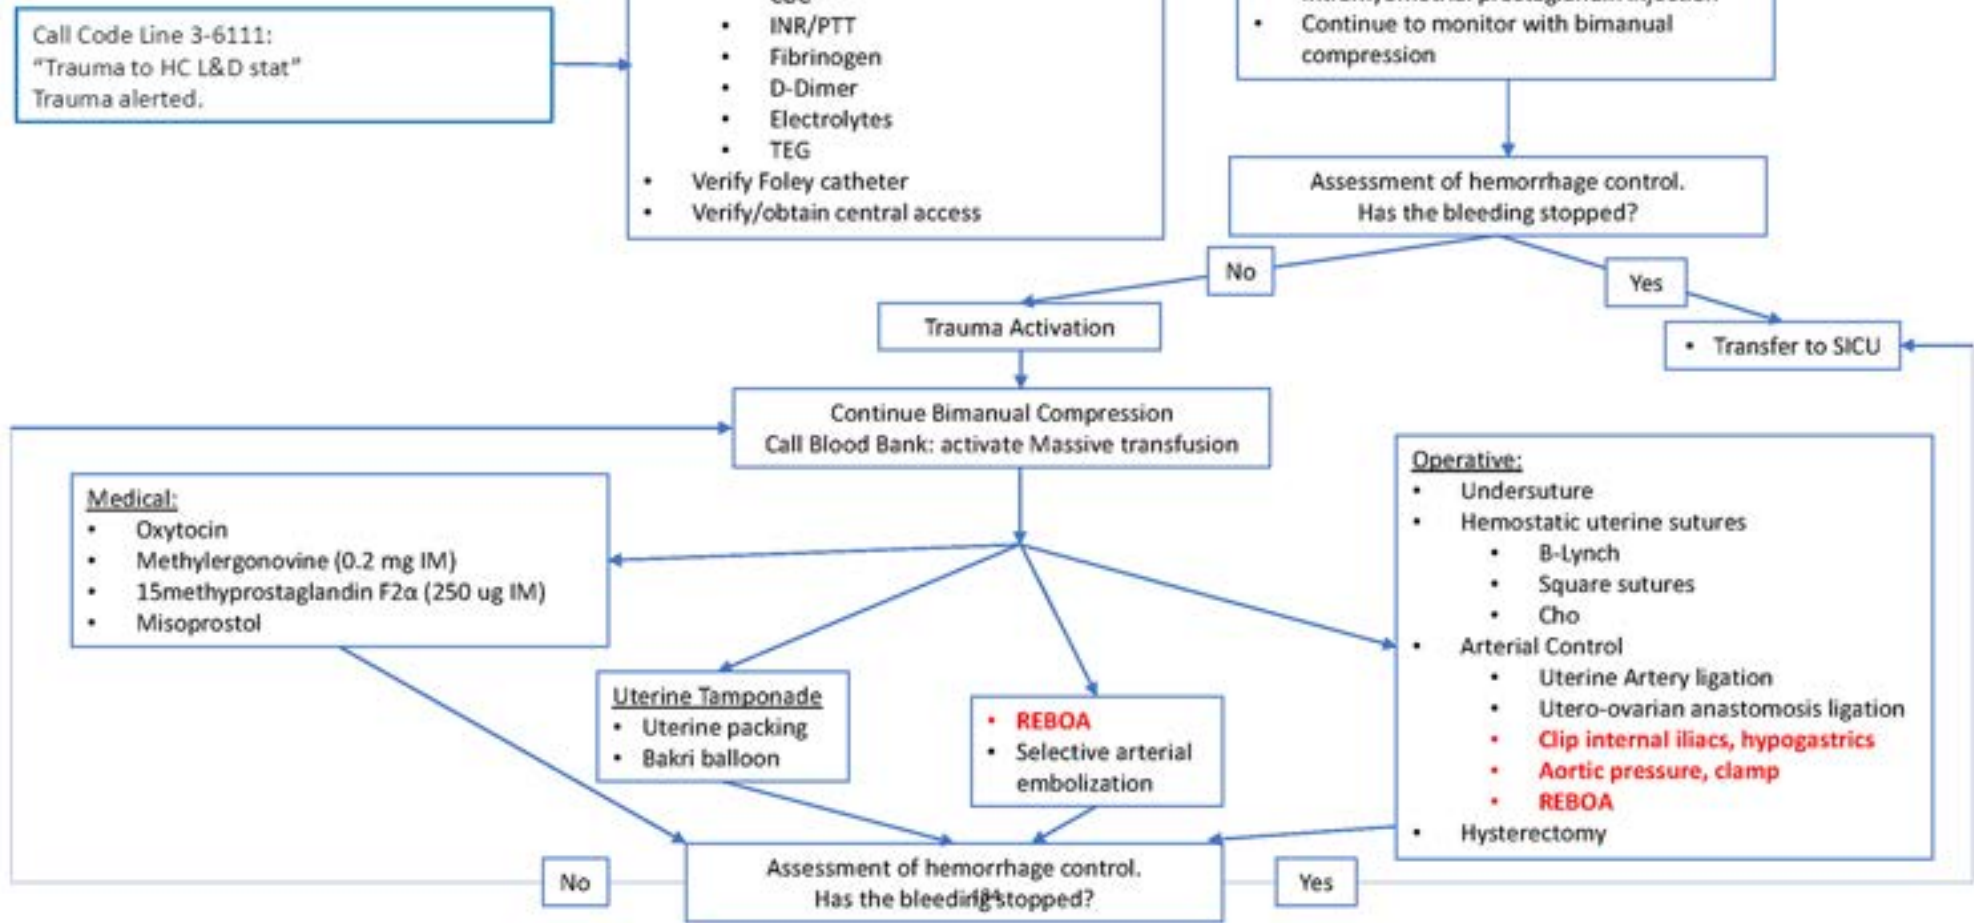 Call Code Line 3-6111:
“Trauma to HC L&D stat”
Trauma alerted.
• INR/PTT
• Fibrinogen
• D-Dimer
• Electrolytes
• TEG
• Verify Foley catheter
• Verify/obtain central access
• Continue to monitor with bimanual
compression
Assessment of hemorrhage control.
Has the bleeding stopped?
No
Yes
Trauma Activation
• Transfer to SICU
Continue Bimanual Compression
Call Blood Bank: activate Massive transfusion
Medical:
• Oxytocin
• Methylergonovine (0.2 mg IM)
• 15methyprostaglandin F2α (250 ug IM)
• Misoprostol
Uterine Tamponade
• Uterine packing
• Bakri balloon
• REBOA
• Selective arterial
embolization
Operative:
• Undersuture
• Hemostatic uterine sutures
• B-Lynch
• Square sutures
• Cho
• Arterial Control
• Uterine Artery ligation
• Utero-ovarian anastomosis ligation
• Clip internal iliacs, hypogastrics
• Aortic pressure, clamp
• REBOA
• Hysterectomy
No
Assessment of hemorrhage control.
Has the bleeding stopped?
Yes